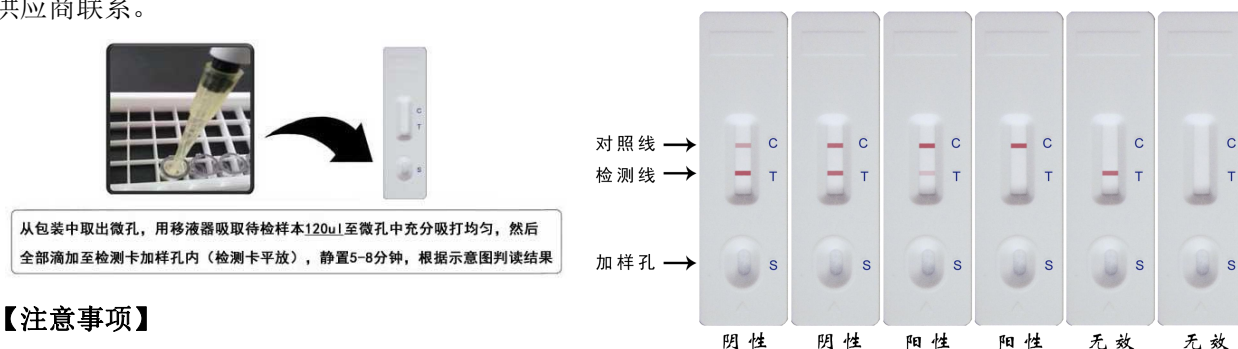 供应商联系。
C
T
S
从包装中取出微孔，用移液器吸取待检样本120ul至微孔中充分吸打均匀，然后
全部滴加至检测卡加样孔内（检测卡平放），静置5-8分钟，根据示意图判读结果
【注意事项】
对照线 C C C C C C
检测线 T T T T T T
加样孔 S S S S S S
阴性 阴性 阳性 阳性 无效 无效